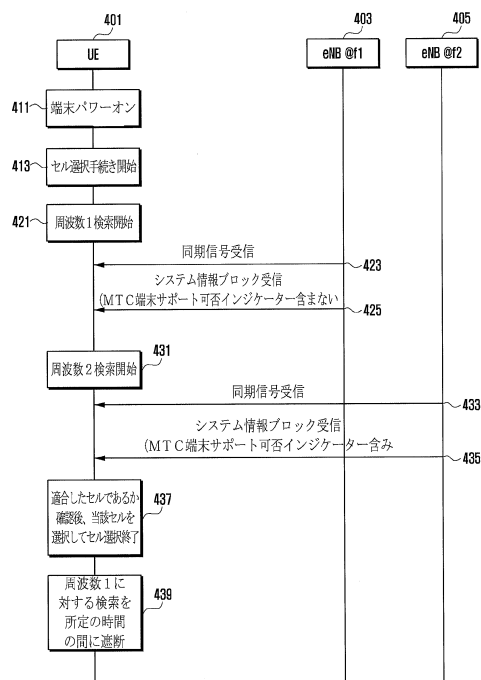 401
403
405
UE
eNB @f1
eNB @f2
411
端末パワーオン
413
セル選択手続き開始
421
周波数1検索開始
同期信号受信
423
システム情報ブロック受信
(MTC端末サポート可否インジケーター含まない
425
431
周波数2検索開始
同期信号受信
433
システム情報ブロック受信
(MTC端末サポート可否インジケーター含み
435
適合したセルであるか
確認後、当該セルを
選択してセル選択終了
437
周波数1に
対する検索を
所定の時間
の間に遮断
439